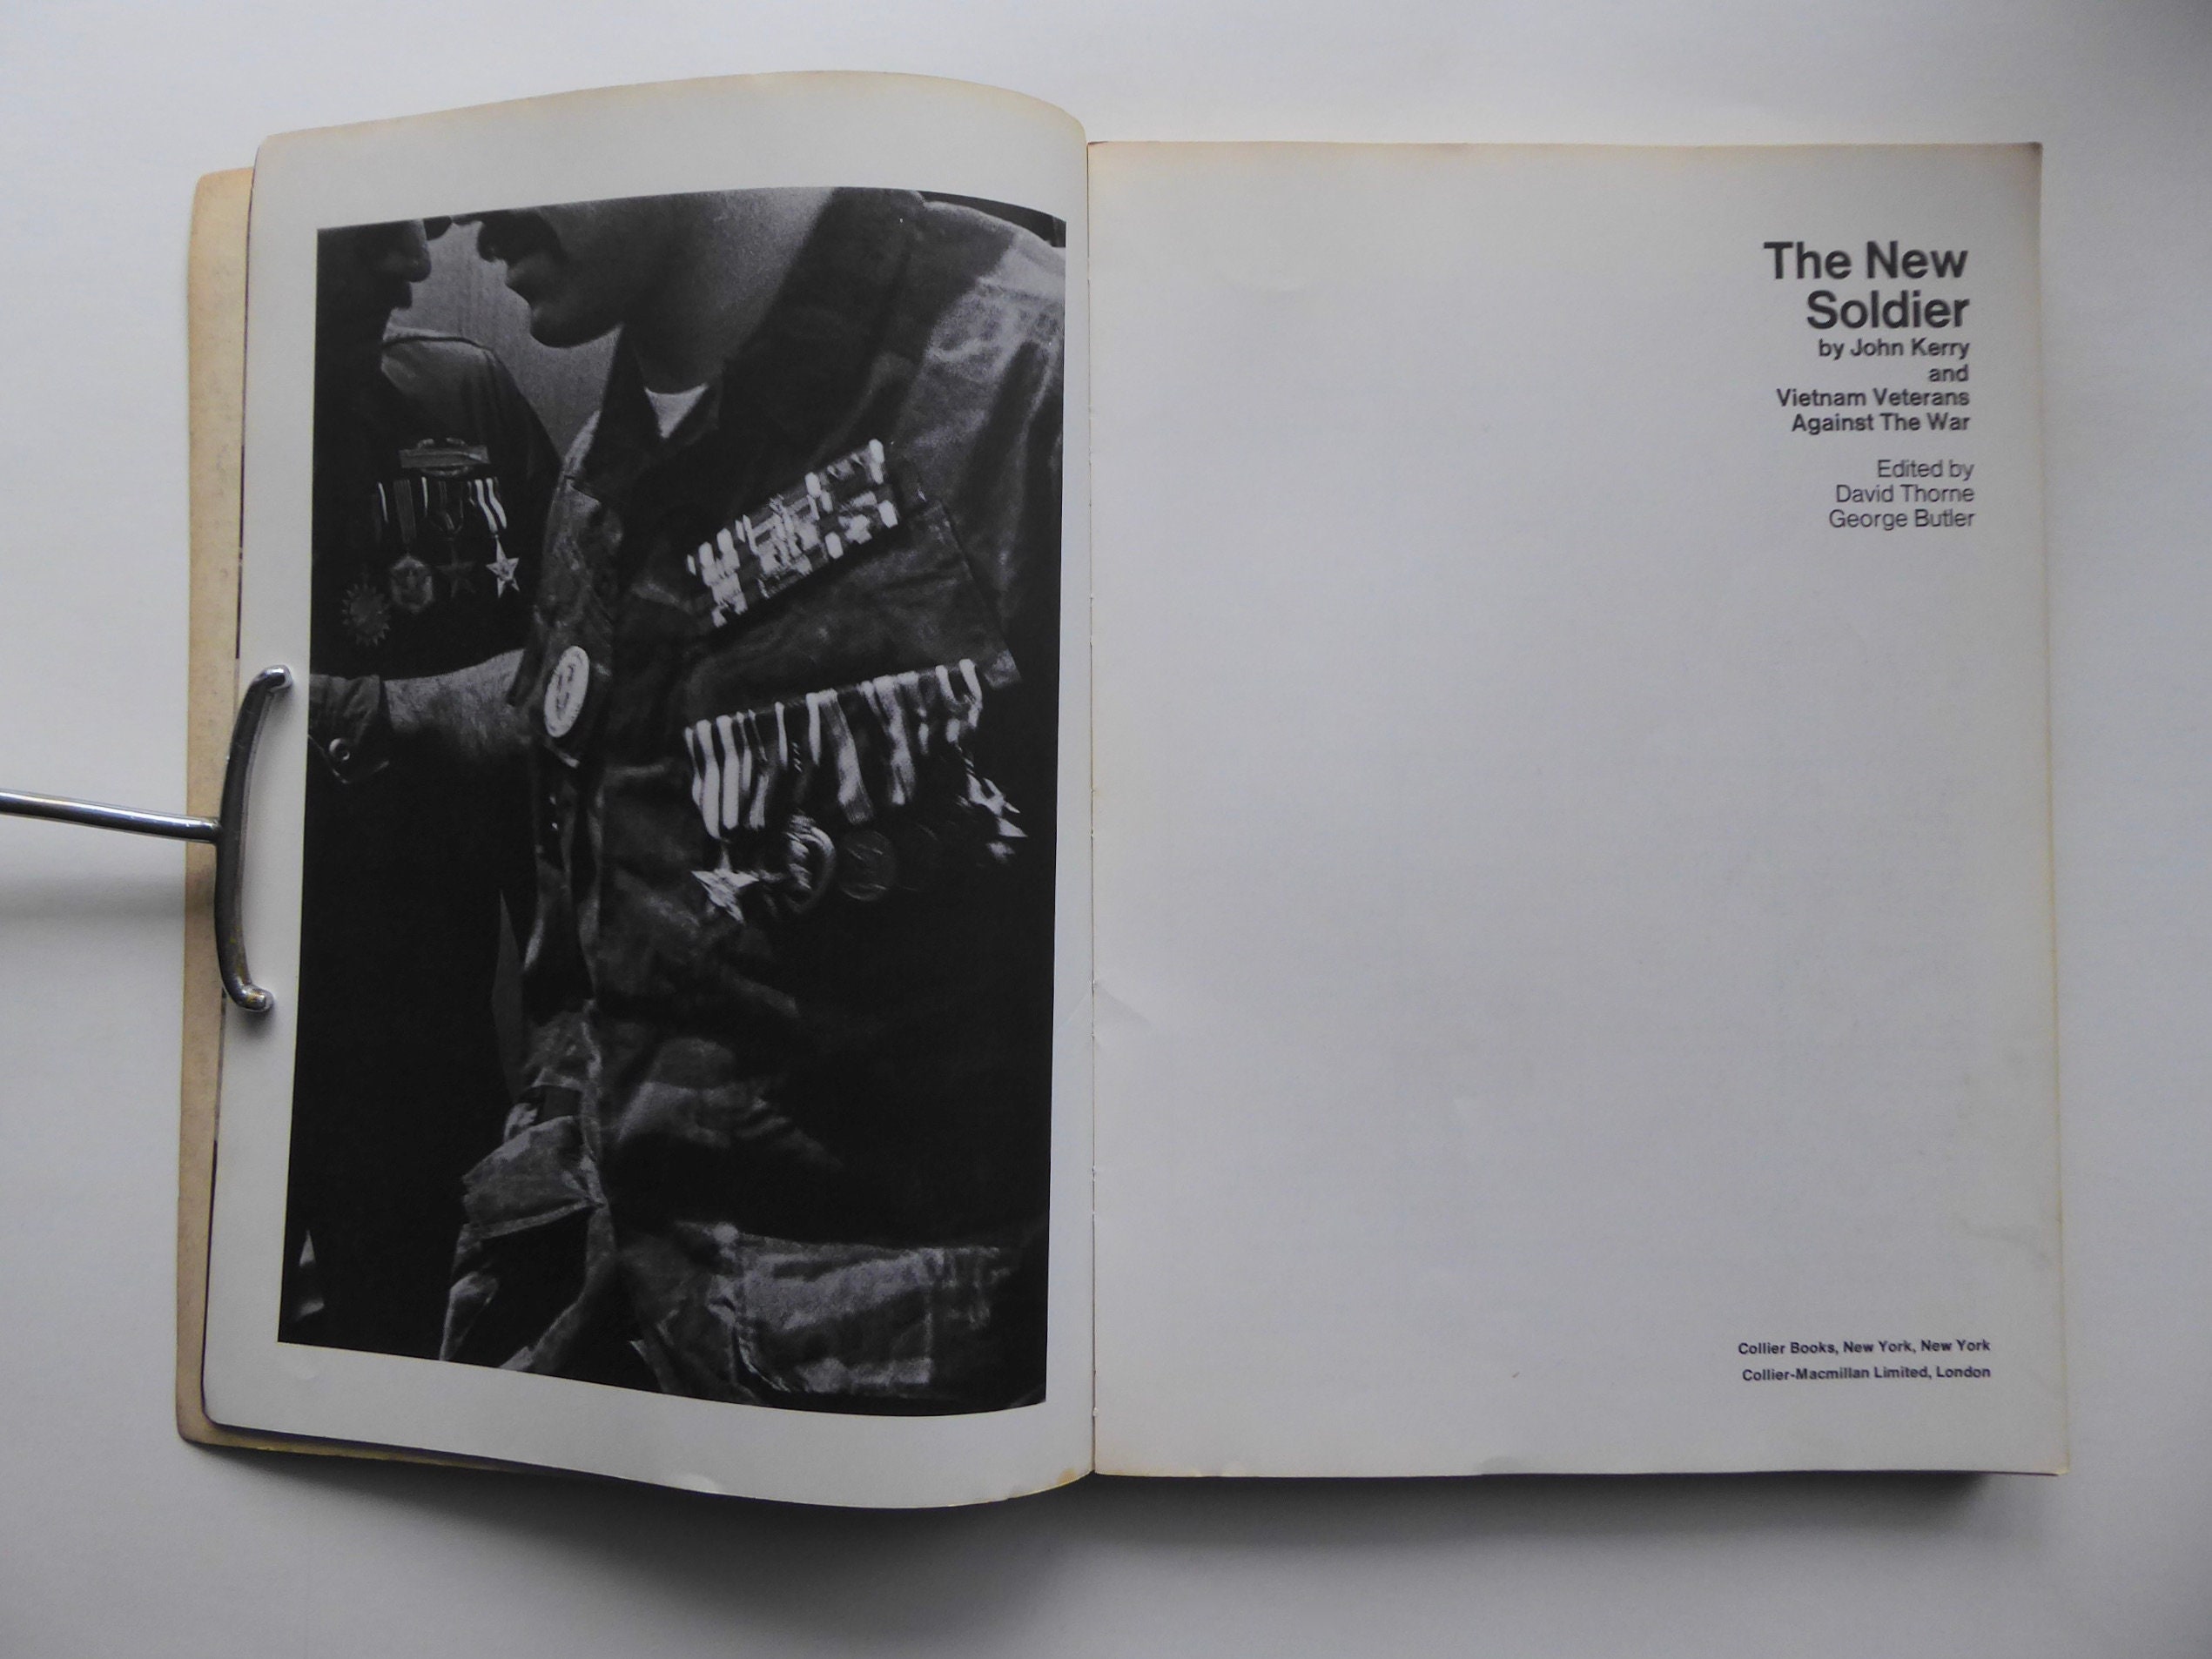 The New
Soldier
by John Kerry
and
Vietnam Veterans
Against The War
Edited by
David Thorne
George Butler
Collier Books, New York, New York
Collier-Macmillan Limited, London